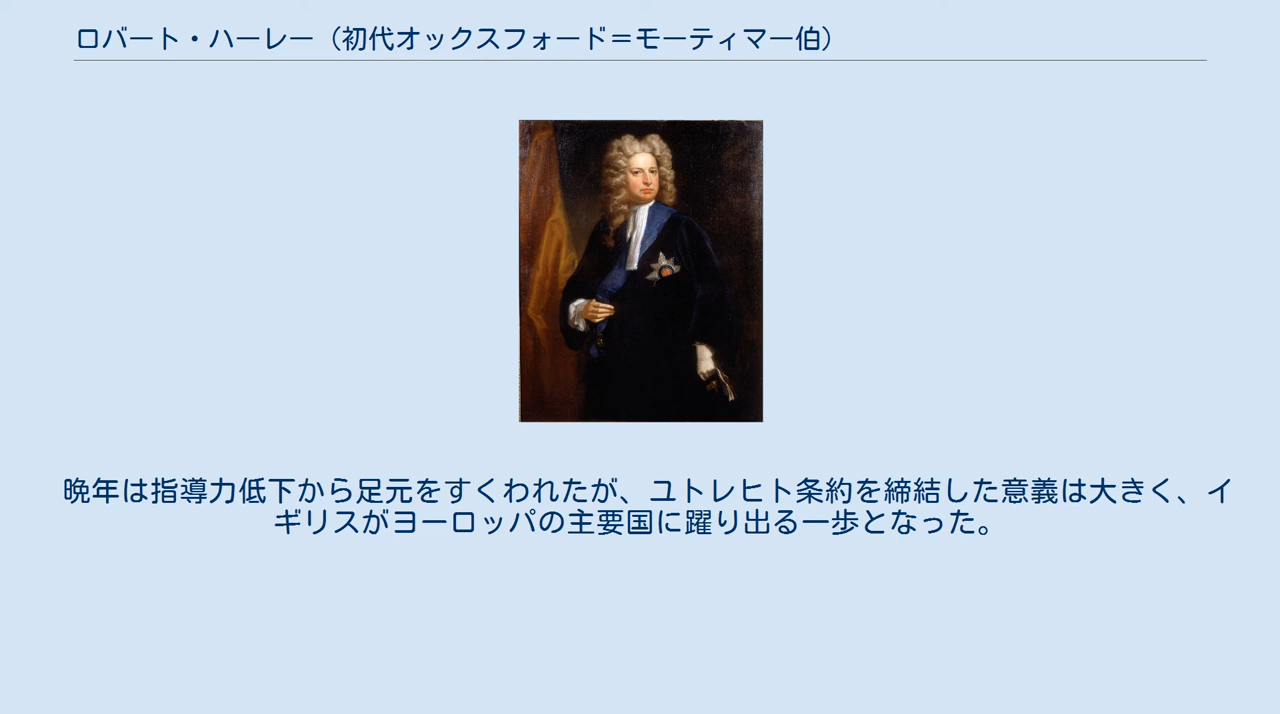 ロバート・ハーレー（初代オックスフォード＝モーティマー伯）
晩年は指導力低下から足元をすくわれたが、ユトレヒト条約を締結した意義は大きく、イ
ギリスがヨーロッパの主要国に躍り出る一歩となった。